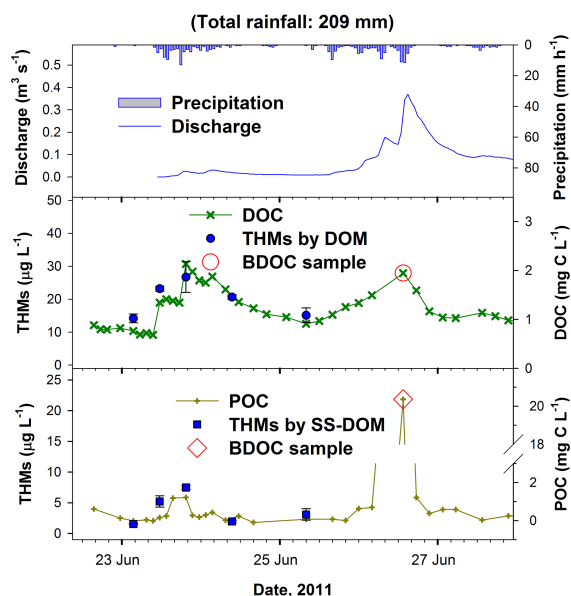 (Total rainfall: 209 mm)
Discharge (m³ s⁻¹)
0.5
0.4
0.3
0.2
0.1
0.0
Precipitation
Discharge
0
20
40
60
80
Precipitation (mm h⁻¹)
THMs (µg L⁻¹)
50
40
30
20
10
0
DOC
THMs by DOM
BDOC sample
3
2
1
0
DOC (mg C L⁻¹)
THMs (µg L⁻¹)
25
20
15
10
5
0
POC
THMs by SS-DOM
BDOC sample
20
18
2
0
POC (mg C L⁻¹)
23 Jun
25 Jun
27 Jun
Date, 2011